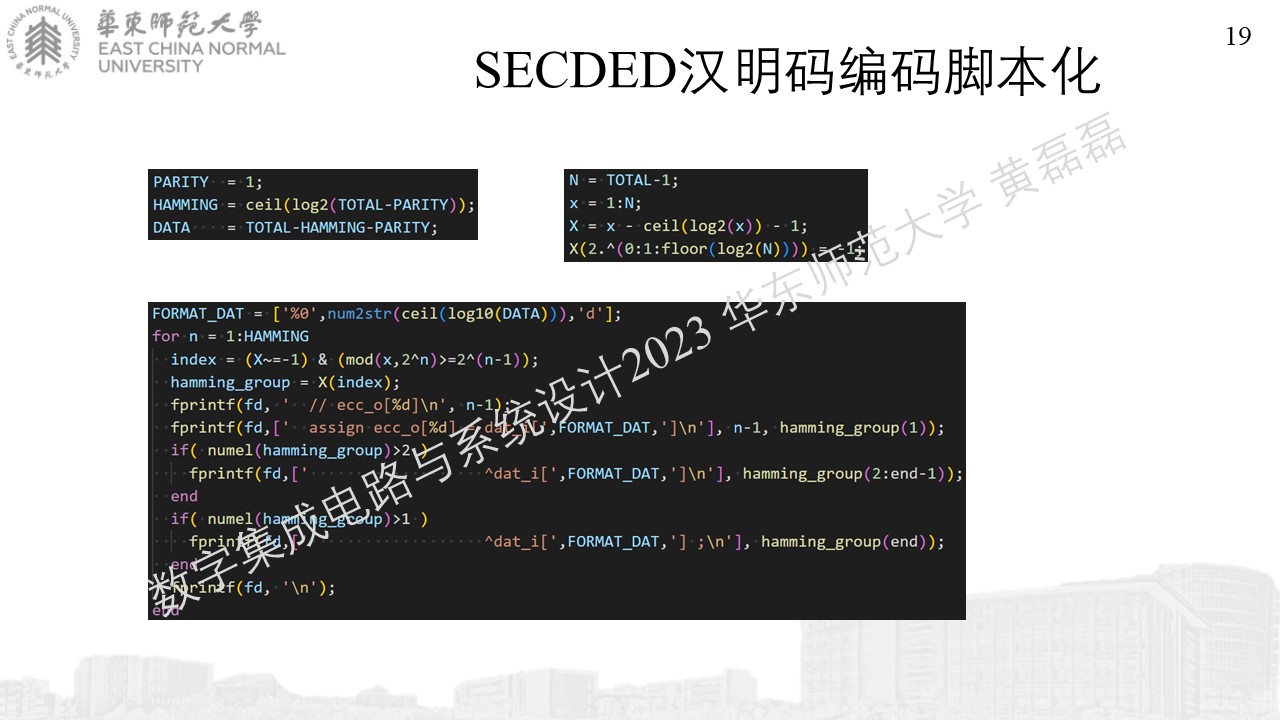 華東師范大學
EAST CHINA NORMAL
UNIVERSITY
19
SECDED汉明码编码脚本化
PARITY = 1;
HAMMING = ceil(log2(TOTAL-PARITY));
DATA = TOTAL-HAMMING-PARITY;
N = TOTAL-1;
x = 1:N;
X = x - ceil(log2(x)) - 1;
X(2.^(0:1:floor(log2(N)))) = -1;
FORMAT_DAT = ['%0',num2str(ceil(log10(DATA))),'d'];
for n = 1:HAMMING
index = (X~=-1) & (mod(x,2^n)>=2^(n-1));
hamming_group = X(index);
fprintf(fd, '  // ecc_o[%d]\n', n-1);
fprintf(fd,['  assign ecc_o[%d] = dat_i[',FORMAT_DAT,']\n'], n-1, hamming_group(1));
if( numel(hamming_group)>2 )
fprintf(fd,['                   ^dat_i[',FORMAT_DAT,']\n'], hamming_group(2:end-1));
end
if( numel(hamming_group)>1 )
fprintf(fd,['                   ^dat_i[',FORMAT_DAT,'] ;\n'], hamming_group(end));
end
fprintf(fd, '\n');
end
数字集成电路与系统设计2023 华东师范大学 黄磊磊